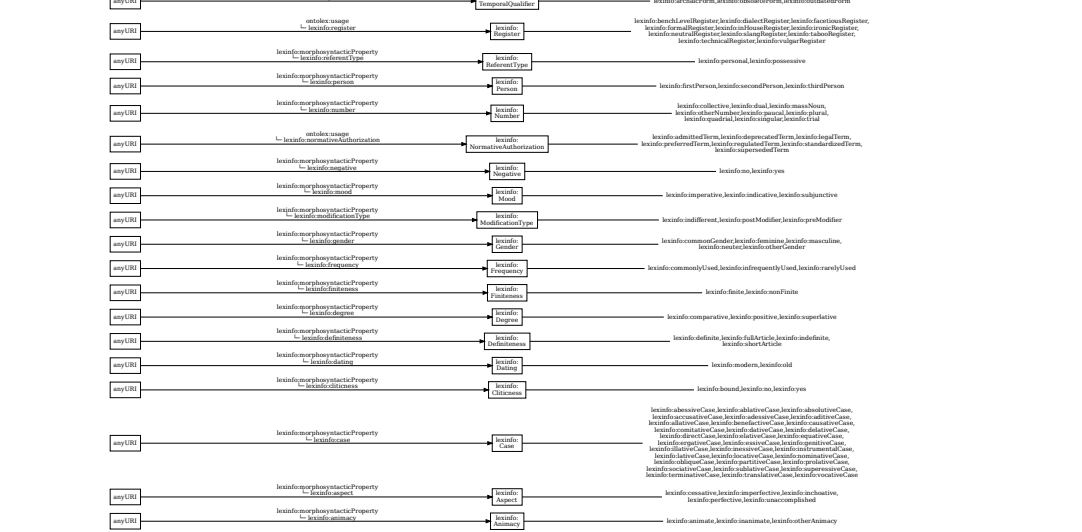 TemporalQualifier
anyURI
ontolex:usage
lexinfo:register
lexinfo:
Register
lexinfo:benchLevelRegister,lexinfo:dialectRegister,lexinfo:facetiousRegister,
lexinfo:formalRegister,lexinfo:inHouseRegister,lexinfo:ironicRegister,
lexinfo:neutralRegister,lexinfo:slangRegister,lexinfo:tabooRegister,
lexinfo:technicalRegister,lexinfo:vulgarRegister
anyURI
lexinfo:morphosyntacticProperty
lexinfo:referentType
lexinfo:
ReferentType
lexinfo:personal,lexinfo:possessive
anyURI
lexinfo:morphosyntacticProperty
lexinfo:person
lexinfo:
Person
lexinfo:firstPerson,lexinfo:secondPerson,lexinfo:thirdPerson
anyURI
lexinfo:morphosyntacticProperty
lexinfo:number
lexinfo:
Number
lexinfo:collective,lexinfo:dual,lexinfo:massNoun,
lexinfo:otherNumber,lexinfo:paucal,lexinfo:plural,
lexinfo:quadrial,lexinfo:singular,lexinfo:trial
anyURI
ontolex:usage
lexinfo:normativeAuthorization
lexinfo:
NormativeAuthorization
lexinfo:admittedTerm,lexinfo:deprecatedTerm,lexinfo:legalTerm,
lexinfo:preferredTerm,lexinfo:regulatedTerm,lexinfo:standardizedTerm,
lexinfo:supersededTerm
anyURI
lexinfo:morphosyntacticProperty
lexinfo:negative
lexinfo:
Negative
lexinfo:no,lexinfo:yes
anyURI
lexinfo:morphosyntacticProperty
lexinfo:mood
lexinfo:
Mood
lexinfo:imperative,lexinfo:indicative,lexinfo:subjunctive
anyURI
lexinfo:morphosyntacticProperty
lexinfo:modificationType
lexinfo:
ModificationType
lexinfo:indifferent,lexinfo:postModifier,lexinfo:preModifier
anyURI
lexinfo:morphosyntacticProperty
lexinfo:gender
lexinfo:
Gender
lexinfo:commonGender,lexinfo:feminine,lexinfo:masculine,
lexinfo:neuter,lexinfo:otherGender
anyURI
lexinfo:morphosyntacticProperty
lexinfo:frequency
lexinfo:
Frequency
lexinfo:commonlyUsed,lexinfo:infrequentlyUsed,lexinfo:rarelyUsed
anyURI
lexinfo:morphosyntacticProperty
lexinfo:finiteness
lexinfo:
Finiteness
lexinfo:finite,lexinfo:nonFinite
anyURI
lexinfo:morphosyntacticProperty
lexinfo:degree
lexinfo:
Degree
lexinfo:comparative,lexinfo:positive,lexinfo:superlative
anyURI
lexinfo:morphosyntacticProperty
lexinfo:definiteness
lexinfo:
Definiteness
lexinfo:definite,lexinfo:fullArticle,lexinfo:indefinite,
lexinfo:shortArticle
anyURI
lexinfo:morphosyntacticProperty
lexinfo:dating
lexinfo:
Dating
lexinfo:modern,lexinfo:old
anyURI
lexinfo:morphosyntacticProperty
lexinfo:cliticness
lexinfo:
Cliticness
lexinfo:bound,lexinfo:no,lexinfo:yes
anyURI
lexinfo:morphosyntacticProperty
lexinfo:case
lexinfo:
Case
lexinfo:abessiveCase,lexinfo:ablativeCase,lexinfo:absolutiveCase,
lexinfo:accusativeCase,lexinfo:adessiveCase,lexinfo:aditiveCase,
lexinfo:allativeCase,lexinfo:benefactiveCase,lexinfo:causativeCase,
lexinfo:comitativeCase,lexinfo:dativeCase,lexinfo:delativeCase,
lexinfo:directCase,lexinfo:elativeCase,lexinfo:equativeCase,
lexinfo:ergativeCase,lexinfo:essiveCase,lexinfo:genitiveCase,
lexinfo:illativeCase,lexinfo:inessiveCase,lexinfo:instrumentalCase,
lexinfo:lativeCase,lexinfo:locativeCase,lexinfo:nominativeCase,
lexinfo:obliqueCase,lexinfo:partitiveCase,lexinfo:prolativeCase,
lexinfo:sociativeCase,lexinfo:sublativeCase,lexinfo:superessiveCase,
lexinfo:terminativeCase,lexinfo:translativeCase,lexinfo:vocativeCase
anyURI
lexinfo:morphosyntacticProperty
lexinfo:aspect
lexinfo:
Aspect
lexinfo:cessative,lexinfo:imperfective,lexinfo:inchoative,
lexinfo:perfective,lexinfo:unaccomplished
anyURI
lexinfo:morphosyntacticProperty
lexinfo:animacy
lexinfo:
Animacy
lexinfo:animate,lexinfo:inanimate,lexinfo:otherAnimacy